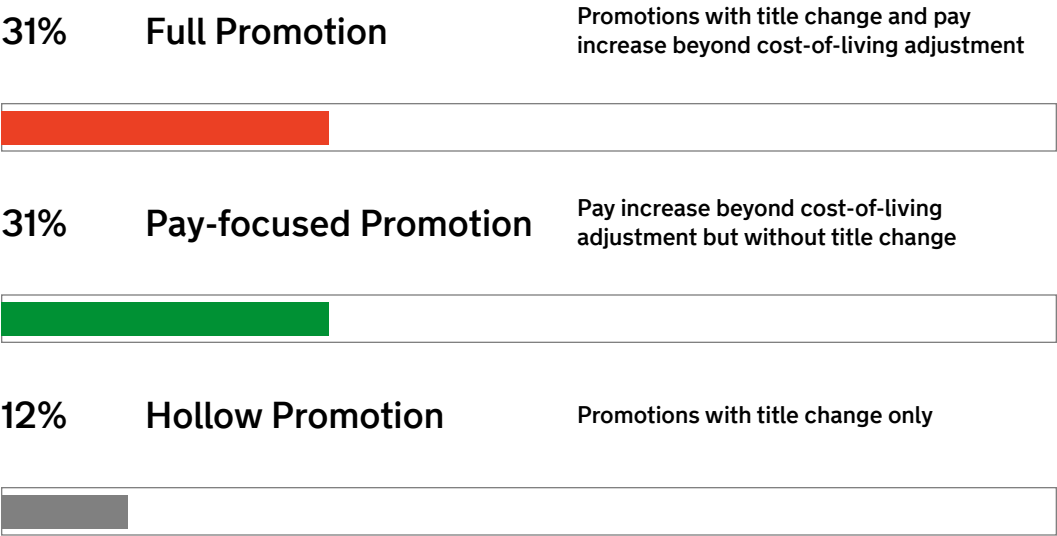 31%
Full Promotion
Promotions with title change and pay
increase beyond cost-of-living adjustment
31%
Pay-focused Promotion
Pay increase beyond cost-of-living
adjustment but without title change
12%
Hollow Promotion
Promotions with title change only